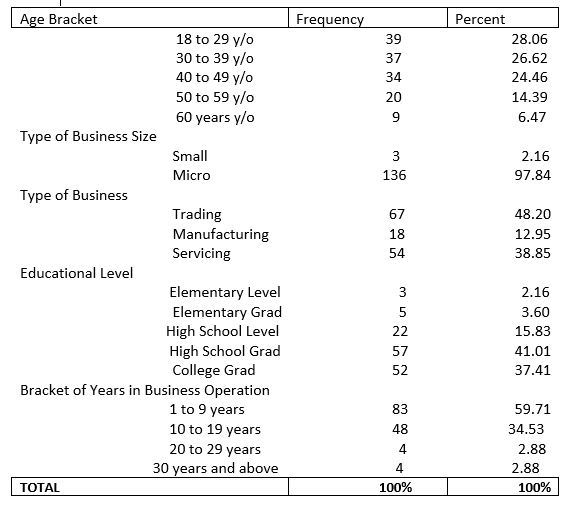 Age Bracket Frequency Percent
18 to 29 y/o 39 28.06
30 to 39 y/o 37 26.62
40 to 49 y/o 34 24.46
50 to 59 y/o 20 14.39
60 years y/o 9 6.47
Type of Business Size
Small 3 2.16
Micro 136 97.84
Type of Business
Trading 67 48.20
Manufacturing 18 12.95
Servicing 54 38.85
Educational Level
Elementary Level 3 2.16
Elementary Grad 5 3.60
High School Level 22 15.83
High School Grad 57 41.01
College Grad 52 37.41
Bracket of Years in Business Operation
1 to 9 years 83 59.71
10 to 19 years 48 34.53
20 to 29 years 4 2.88
30 years and above 4 2.88
TOTAL 100% 100%